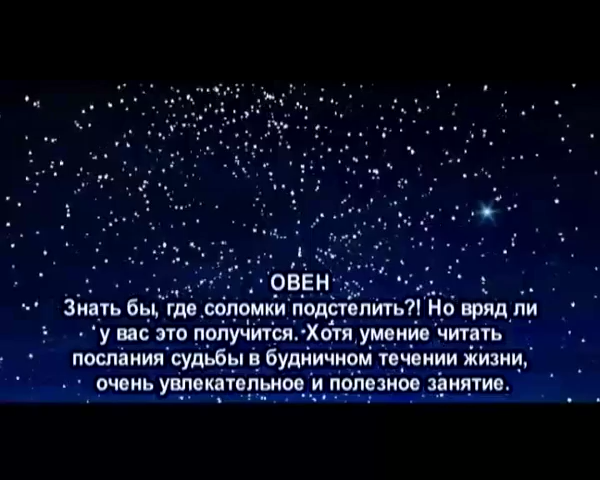 ОВЕН
Знать бы, где соломки подстелить?! Но вряд ли
у вас это получится. Хотя умение читать
послания судьбы в будничном течении жизни,
очень увлекательное и полезное занятие.